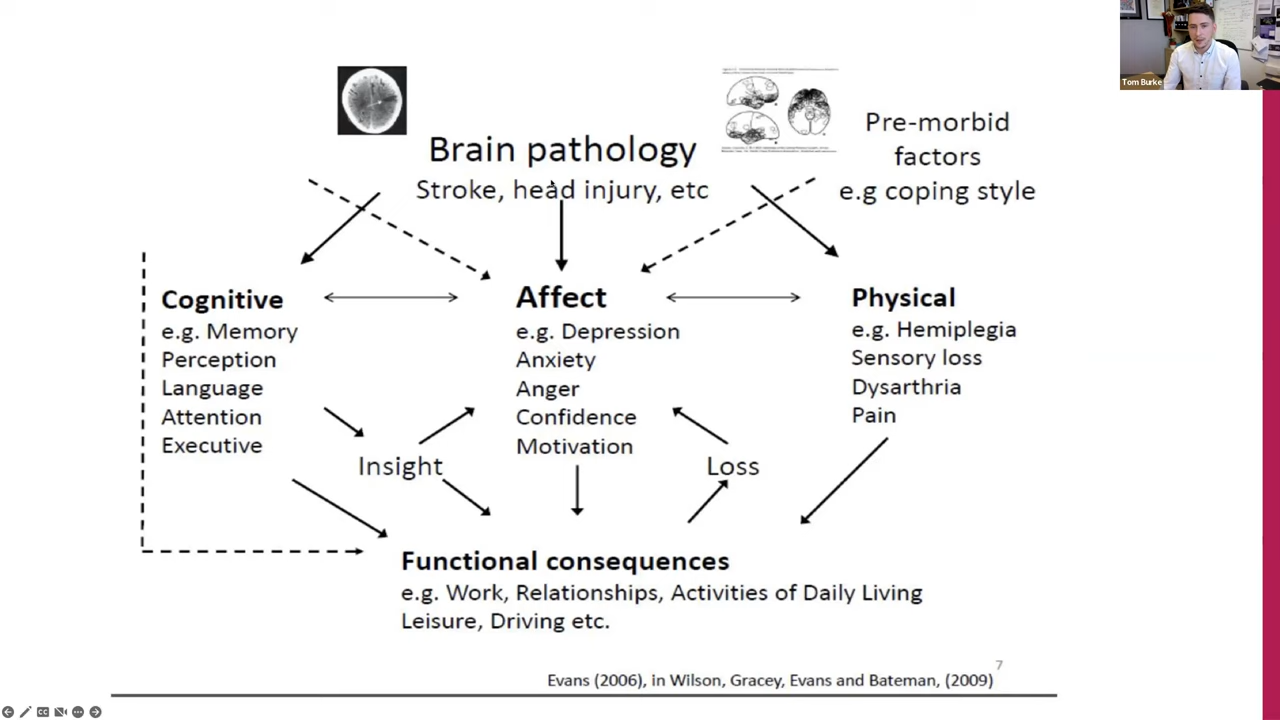 Tom Burke
Brain pathology
Stroke, head injury, etc
Pre-morbid
factors
e.g coping style
Cognitive
e.g. Memory
Perception
Language
Attention
Executive
Affect
e.g. Depression
Anxiety
Anger
Confidence
Motivation
Physical
e.g. Hemiplegia
Sensory loss
Dysarthria
Pain
Insight
Loss
Functional consequences
e.g. Work, Relationships, Activities of Daily Living
Leisure, Driving etc.
7
Evans (2006), in Wilson, Gracey, Evans and Bateman, (2009)
CC